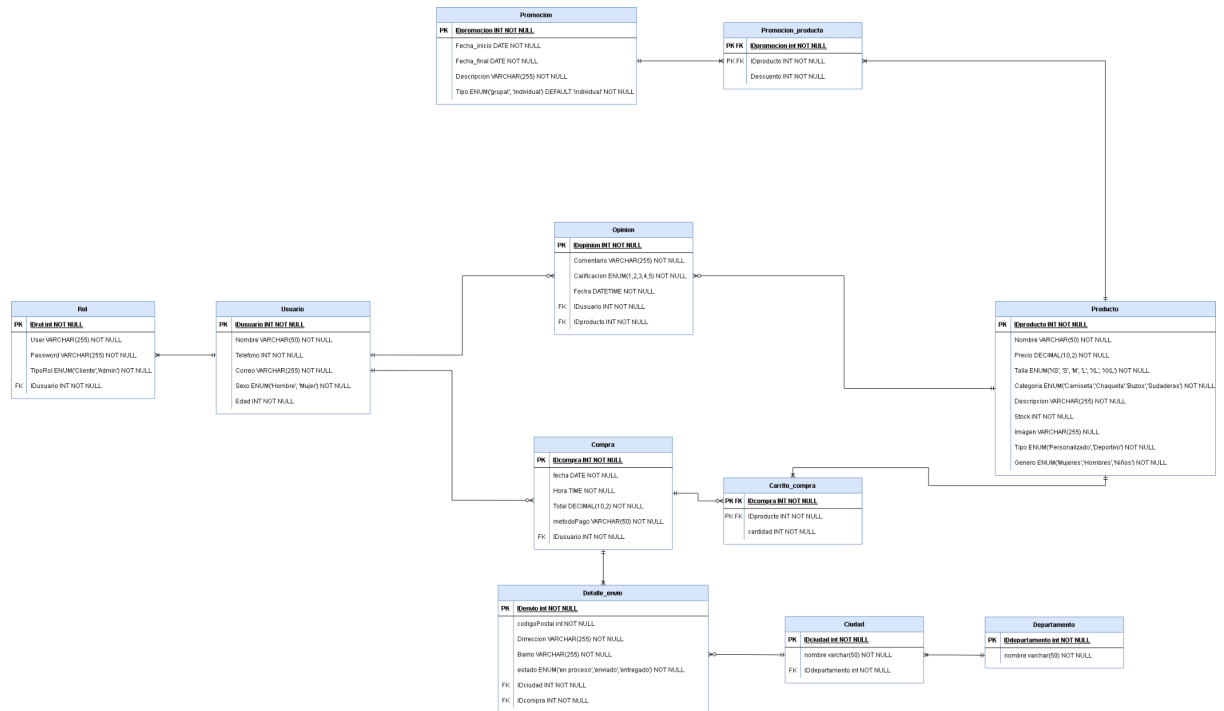 Promocion
PK IDpromocion INT NOT NULL
Fecha_inicio DATE NOT NULL
Fecha_final DATE NOT NULL
Descripcion VARCHAR(255) NOT NULL
Tipo ENUM('grupal', 'individual') DEFAULT 'individual' NOT NULL
Promocion_producto
PK FK IDpromocion int NOT NULL
PK FK IDproducto INT NOT NULL
Descuento INT NOT NULL
Opinion
PK IDopinion INT NOT NULL
Comentario VARCHAR(255) NOT NULL
Calificacion ENUM(1,2,3,4,5) NOT NULL
Fecha DATETIME NOT NULL
FK IDusuario INT NOT NULL
FK IDproducto INT NOT NULL
Rol
PK IDrol int NOT NULL
User VARCHAR(255) NOT NULL
Password VARCHAR(255) NOT NULL
TipoRol ENUM('Cliente','Admin') NOT NULL
FK IDusuario INT NOT NULL
Usuario
PK IDusuario INT NOT NULL
Nombre VARCHAR(50) NOT NULL
Telefono INT NOT NULL
Correo VARCHAR(255) NOT NULL
Sexo ENUM('Hombre', 'Mujer') NOT NULL
Edad INT NOT NULL
Producto
PK IDproducto INT NOT NULL
Nombre VARCHAR(50) NOT NULL
Precio DECIMAL(10,2) NOT NULL
Talla ENUM('XS', 'S', 'M', 'L', 'XL', 'XXL') NOT NULL
Categoria ENUM('Camiseta','Chaqueta','Buzos','Sudaderas') NOT NULL
Descripcion VARCHAR(255) NOT NULL
Stock INT NOT NULL
Imagen VARCHAR(255) NULL
Tipo ENUM('Personalizado','Deportivo') NOT NULL
Genero ENUM('Mujeres','Hombres','Niños') NOT NULL
Compra
PK IDcompra INT NOT NULL
fecha DATE NOT NULL
Hora TIME NOT NULL
Total DECIMAL(10,2) NOT NULL
metodoPago VARCHAR(50) NOT NULL
FK IDusuario INT NOT NULL
Carrito_compra
PK FK IDcompra INT NOT NULL
PK FK IDproducto INT NOT NULL
cantidad INT NOT NULL
Detalle_envio
PK IDenvio int NOT NULL
codigoPostal int NOT NULL
Dirreccion VARCHAR(255) NOT NULL
Barrio VARCHAR(255) NOT NULL
estado ENUM('en proceso','enviado','entregado') NOT NULL
FK IDciudad INT NOT NULL
FK IDcompra INT NOT NULL
Ciudad
PK IDciudad int NOT NULL
nombre varchar(50) NOT NULL
FK IDdepartamento int NOT NULL
Departamento
PK IDdepartamento int NOT NULL
nombre varchar(50) NOT NULL